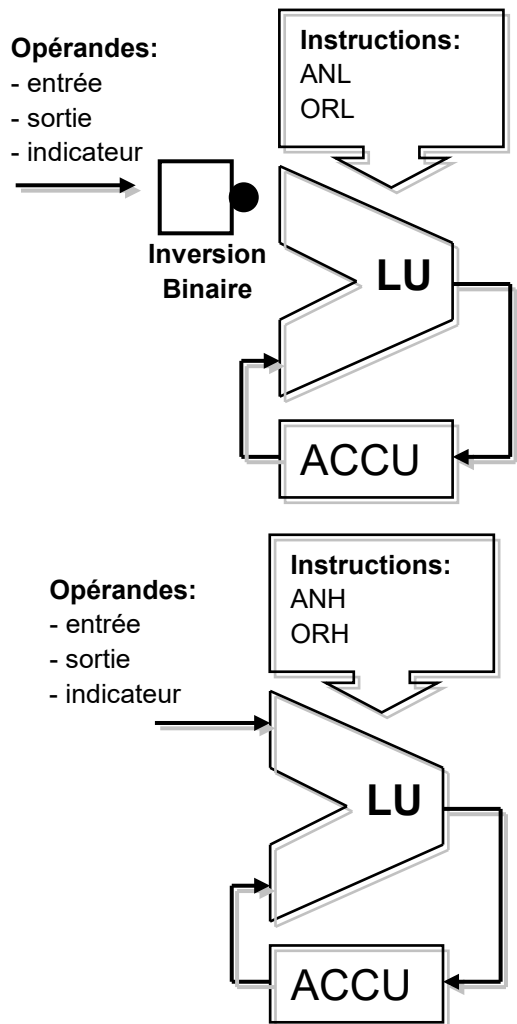 Opérandes:
- entrée
- sortie
- indicateur
Instructions:
ANL
ORL
Inversion
Binaire
LU
ACCU
Opérandes:
- entrée
- sortie
- indicateur
Instructions:
ANH
ORH
LU
ACCU